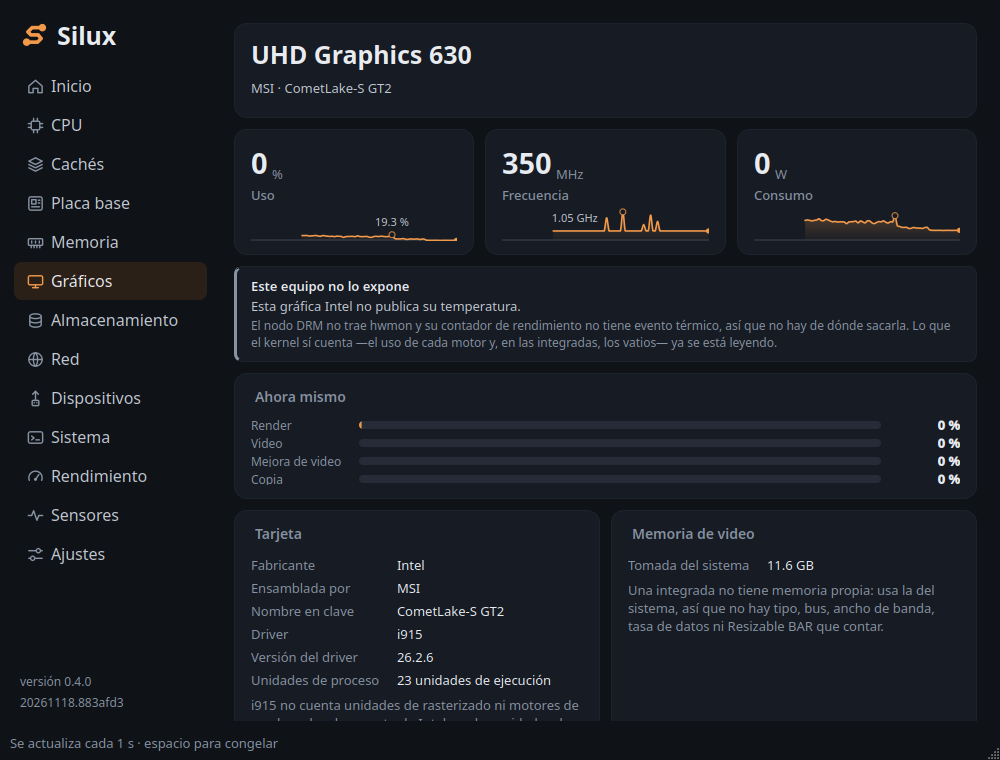 Silux
Inicio
CPU
Cachés
Placa base
Memoria
Gráficos
Almacenamiento
Red
Dispositivos
Sistema
Rendimiento
Sensores
Ajustes
versión 0.4.0
20261118.883afd3
UHD Graphics 630
MSI · CometLake-S GT2
0 %
Uso
19.3 %
350 MHz
Frecuencia
1.05 GHz
0 W
Consumo
Este equipo no lo expone
Esta gráfica Intel no publica su temperatura.
El nodo DRM no trae hwmon y su contador de rendimiento no tiene evento térmico, así que no hay de dónde sacarla. Lo que
el kernel sí cuenta —el uso de cada motor y, en las integradas, los vatios— ya se está leyendo.
Ahora mismo
Render 0 %
Video 0 %
Mejora de video 0 %
Copia 0 %
Tarjeta
Fabricante Intel
Ensamblada por MSI
Nombre en clave CometLake-S GT2
Driver i915
Versión del driver 26.2.6
Unidades de proceso 23 unidades de ejecución
i915 no cuenta unidades de rasterizado ni motores de
Memoria de video
Tomada del sistema 11.6 GB
Una integrada no tiene memoria propia: usa la del
sistema, así que no hay tipo, bus, ancho de banda,
tasa de datos ni Resizable BAR que contar.
Se actualiza cada 1 s · espacio para congelar